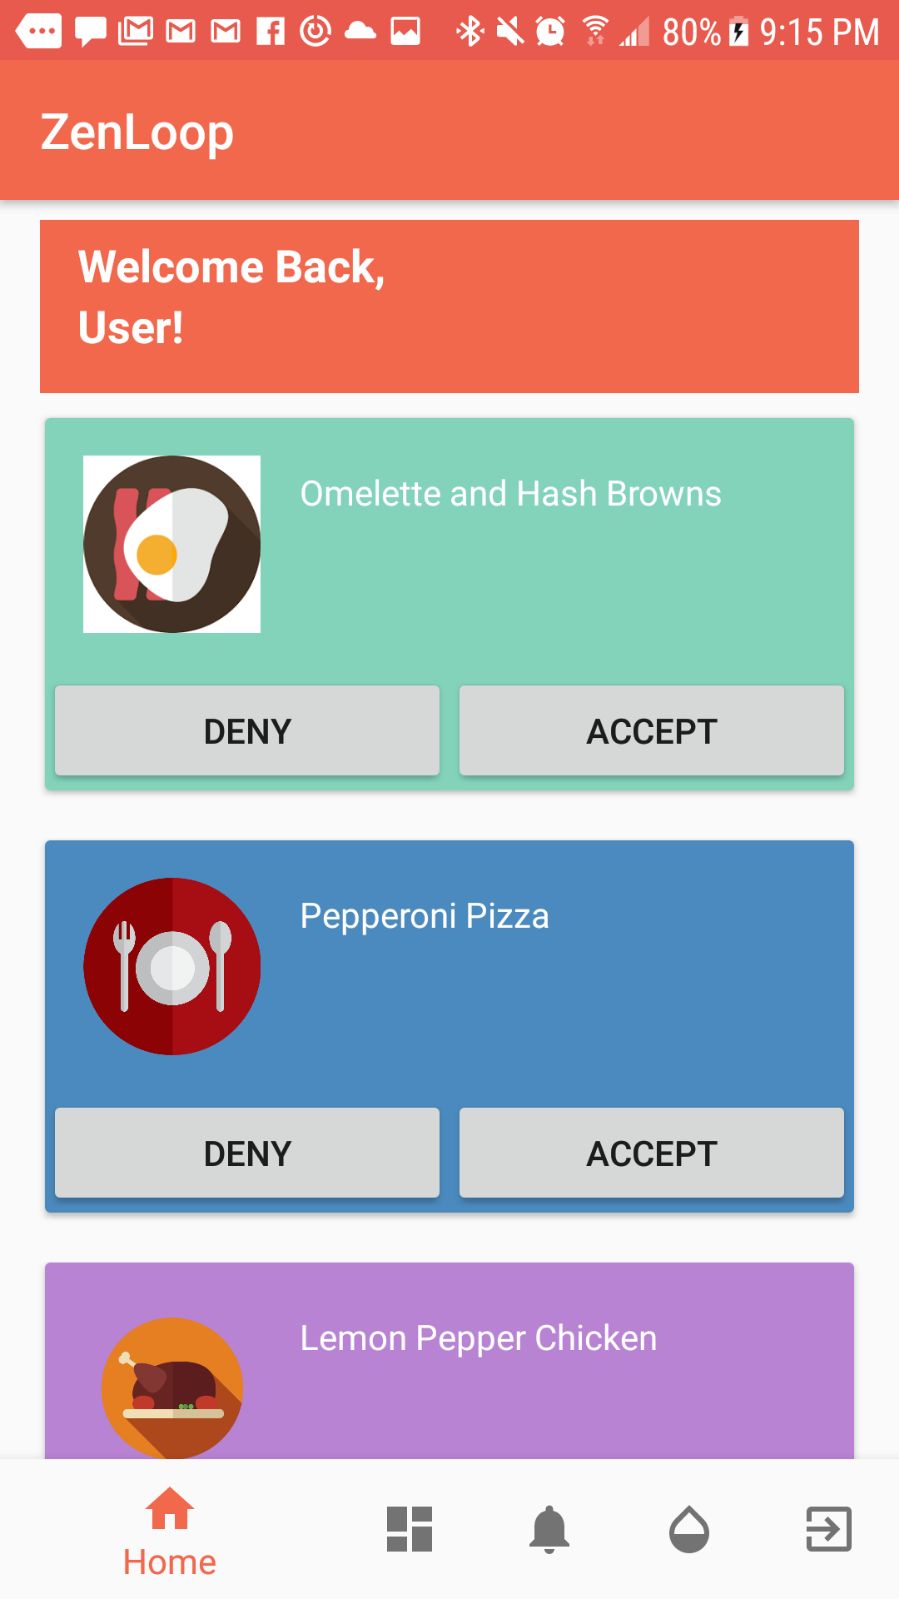 80% 9:15 PM
ZenLoop
Welcome Back,
User!
Omelette and Hash Browns
DENY ACCEPT
Pepperoni Pizza
DENY ACCEPT
Lemon Pepper Chicken
Home